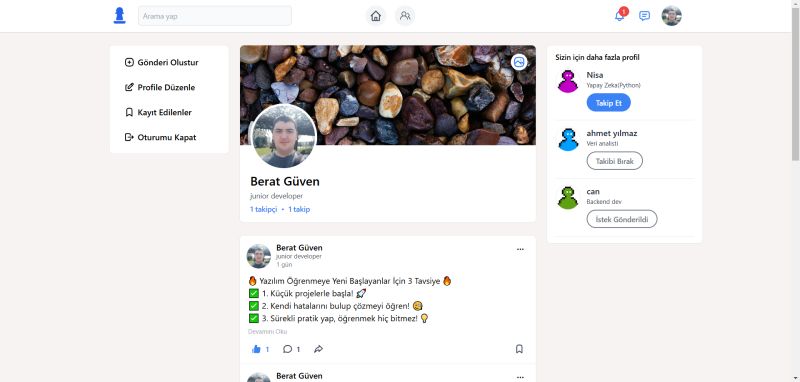 Arama yap
1
Gönderi Olustur
Profile Düzenle
Kayıt Edilenler
Oturumu Kapat
Berat Güven
junior developer
1 takipçi • 1 takip
Berat Güven
junior developer
1 gün
🔥 Yazılım Öğrenmeye Yeni Başlayanlar İçin 3 Tavsiye 🔥
✅ 1. Küçük projelerle başla! 🚀
✅ 2. Kendi hatalarını bulup çözmeyi öğren! 🧐
✅ 3. Sürekli pratik yap, öğrenmek hiç bitmez! 💡
Devamını Oku
1 1
Berat Güven
Sizin için daha fazla profil
Nisa
Yapay Zeka(Python)
Takip Et
ahmet yılmaz
Veri analisti
Takibi Bırak
can
Backend dev
İstek Gönderildi